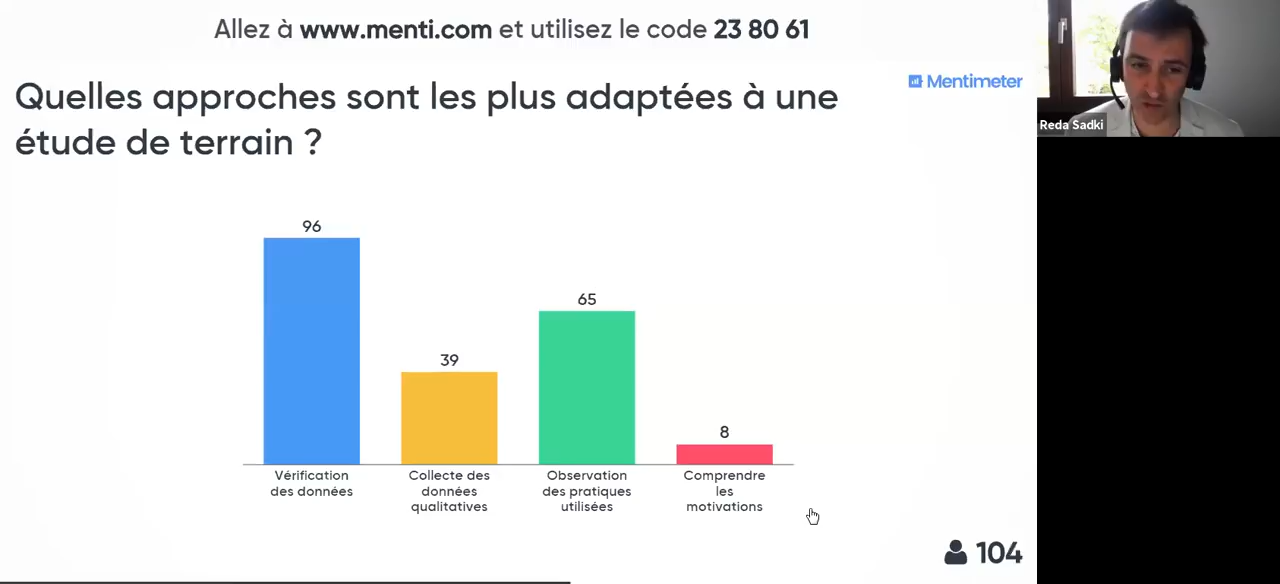 Allez à www.menti.com et utilisez le code 23 80 61
Mentimeter
Quelles approches sont les plus adaptées à une
étude de terrain ?
Reda Sadki
96
39
65
8
Vérification
des données
Collecte des
données
qualitatives
Observation
des pratiques
utilisées
Comprendre
les
motivations
104